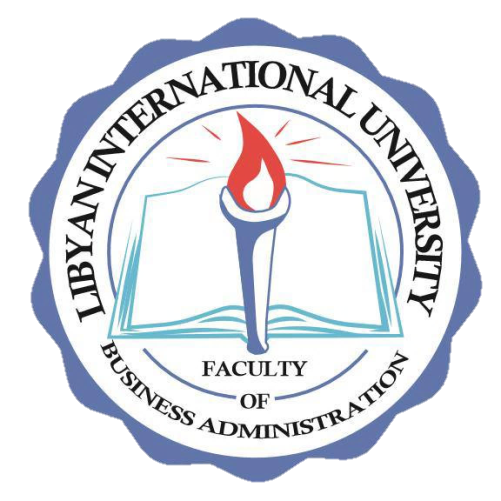 LIBYAN INTERNATIONAL UNIVERSITY
FACULTY
OF
BUSINESS ADMINISTRATION